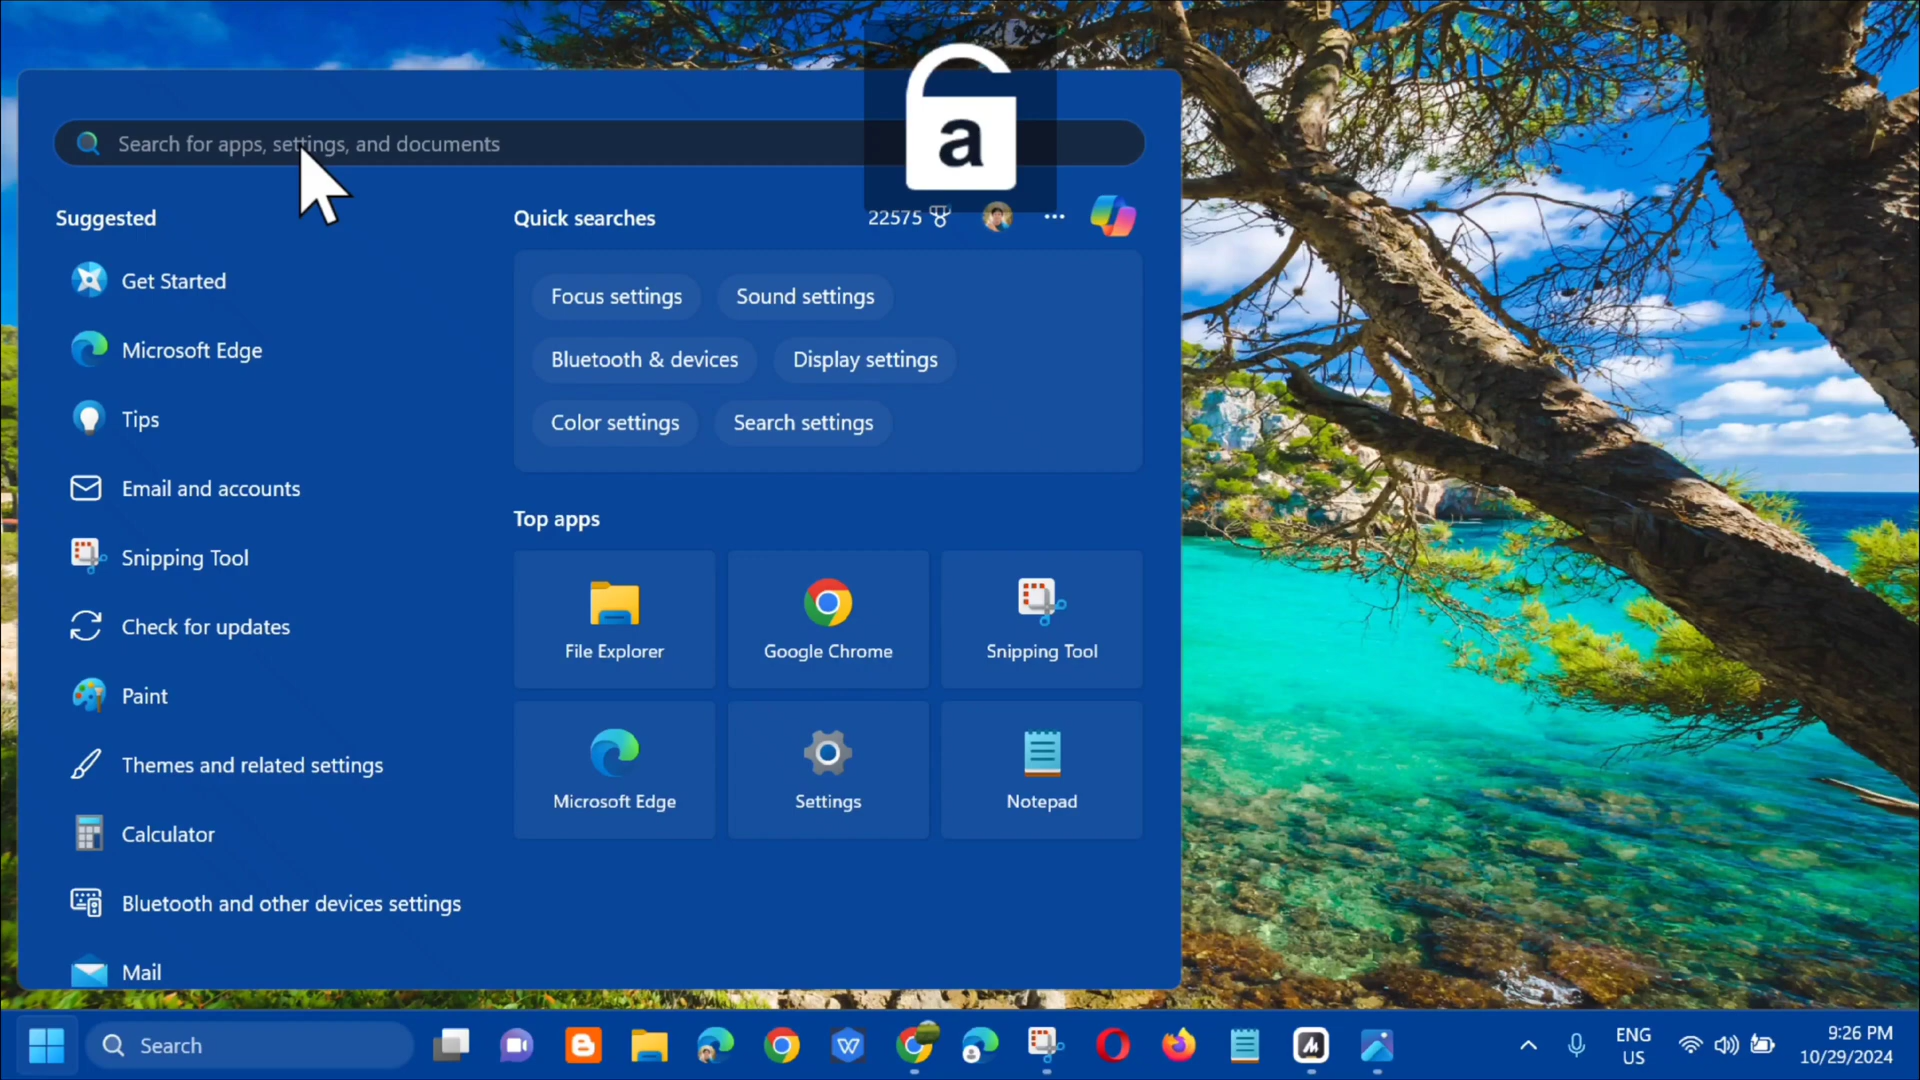 a
Search for apps, settings, and documents
Suggested
Get Started
Microsoft Edge
Tips
Email and accounts
Snipping Tool
Check for updates
Paint
Themes and related settings
Calculator
Bluetooth and other devices settings
Mail
Quick searches
22575
Focus settings
Sound settings
Bluetooth & devices
Display settings
Color settings
Search settings
Top apps
File Explorer
Google Chrome
Snipping Tool
Microsoft Edge
Settings
Notepad
Search
W
ENG
US
9:26 PM
10/29/2024